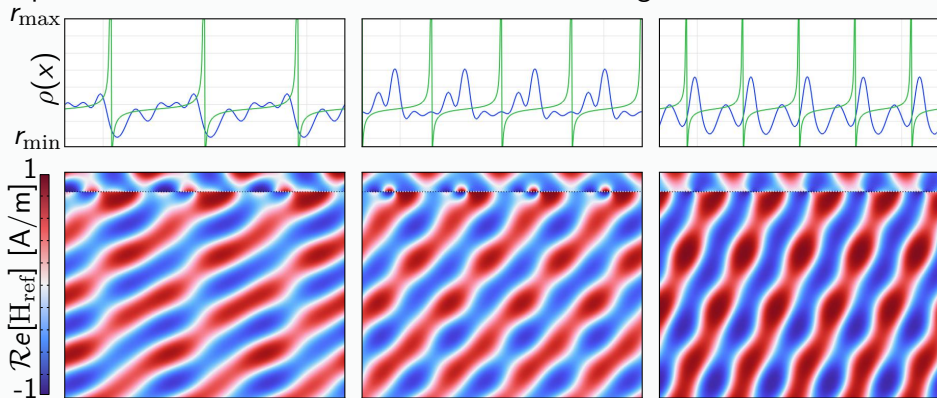 r_max
ρ(x)
r_min
1
Re[H_ref] [A/m]
-1